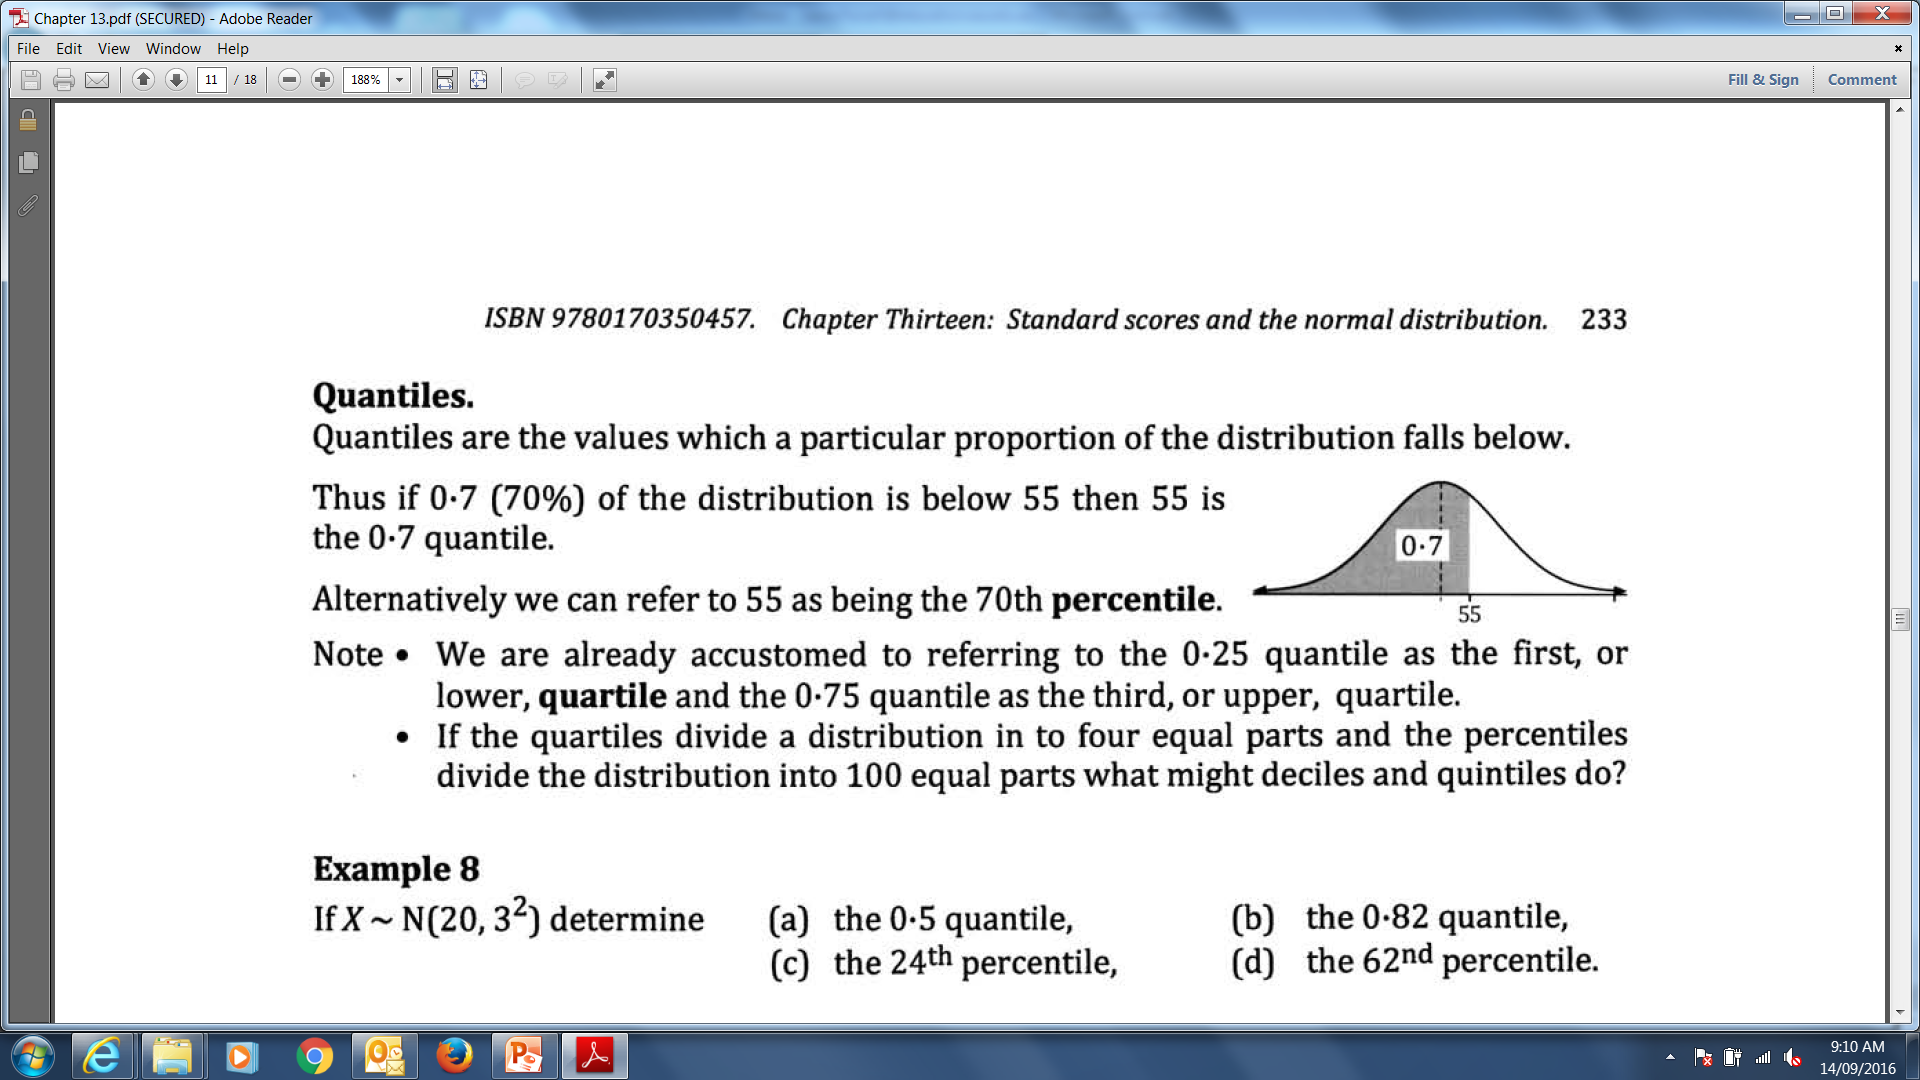 Chapter 13.pdf (SECURED) - Adobe Reader
File Edit View Window Help
11 / 18 188% Fill & Sign Comment
ISBN 9780170350457. Chapter Thirteen: Standard scores and the normal distribution. 233
Quantiles.
Quantiles are the values which a particular proportion of the distribution falls below.
Thus if 0·7 (70%) of the distribution is below 55 then 55 is
the 0·7 quantile.
0·7
Alternatively we can refer to 55 as being the 70th percentile.
55
Note • We are already accustomed to referring to the 0·25 quantile as the first, or
lower, quartile and the 0·75 quantile as the third, or upper, quartile.
• If the quartiles divide a distribution in to four equal parts and the percentiles
divide the distribution into 100 equal parts what might deciles and quintiles do?
Example 8
If X ~ N(20, 3²) determine (a) the 0·5 quantile, (b) the 0·82 quantile,
(c) the 24th percentile, (d) the 62nd percentile.
9:10 AM
14/09/2016